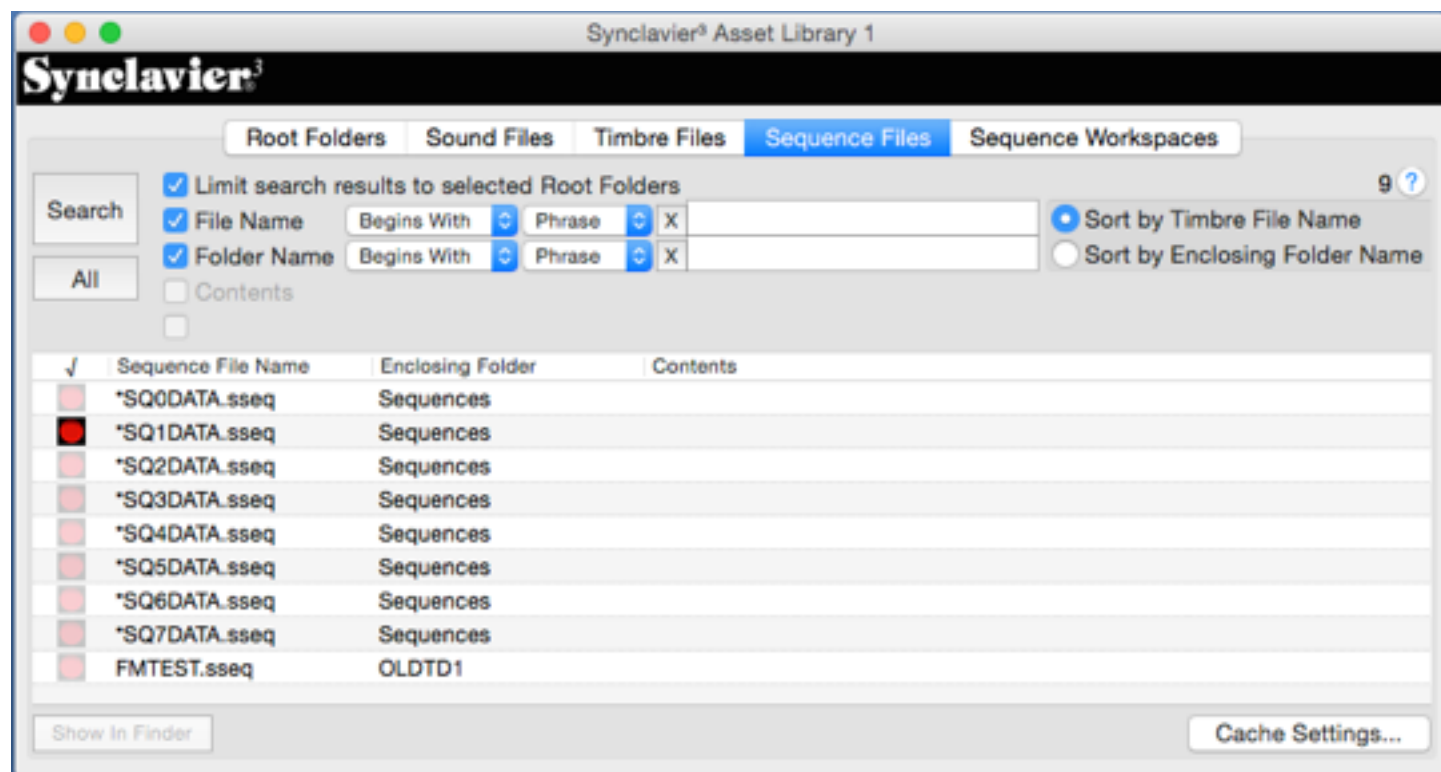 Synclavier³ Asset Library 1
Synclavier³®
Root Folders Sound Files Timbre Files Sequence Files Sequence Workspaces
Search
All
Limit search results to selected Root Folders
9 ?
File Name Begins With Phrase X
Sort by Timbre File Name
Folder Name Begins With Phrase X
Sort by Enclosing Folder Name
Contents
√ Sequence File Name Enclosing Folder Contents
*SQ0DATA.sseq Sequences
*SQ1DATA.sseq Sequences
*SQ2DATA.sseq Sequences
*SQ3DATA.sseq Sequences
*SQ4DATA.sseq Sequences
*SQ5DATA.sseq Sequences
*SQ6DATA.sseq Sequences
*SQ7DATA.sseq Sequences
FMTEST.sseq OLDTD1
Show In Finder
Cache Settings...